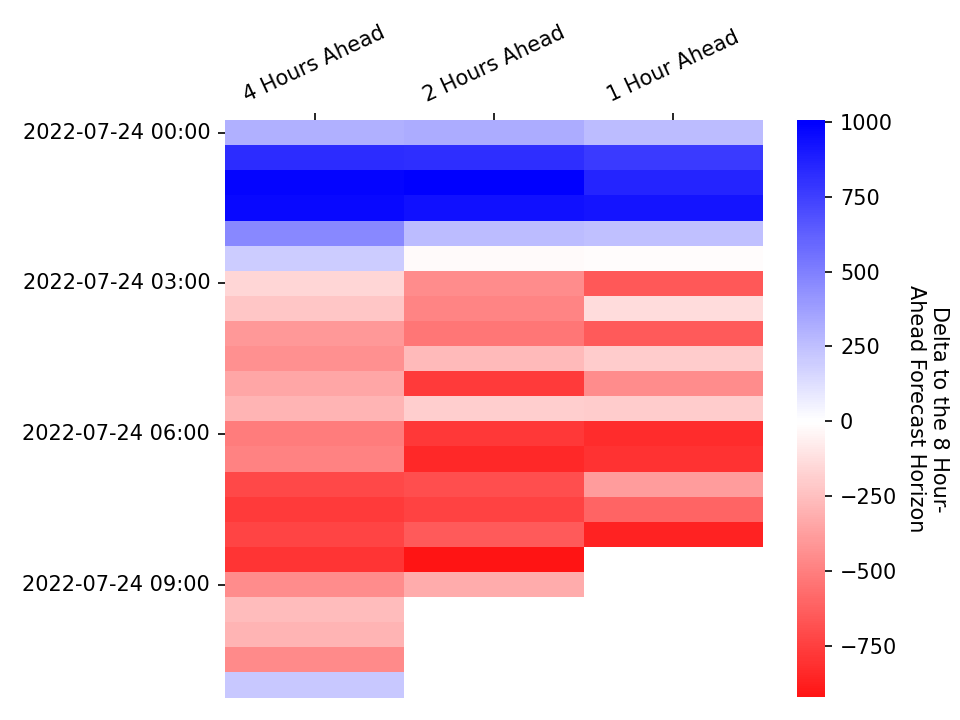 4 Hours Ahead
2 Hours Ahead
1 Hour Ahead
2022-07-24 00:00
2022-07-24 03:00
2022-07-24 06:00
2022-07-24 09:00
1000
750
500
250
0
−250
−500
−750
Delta to the 8 Hour-
Ahead Forecast Horizon